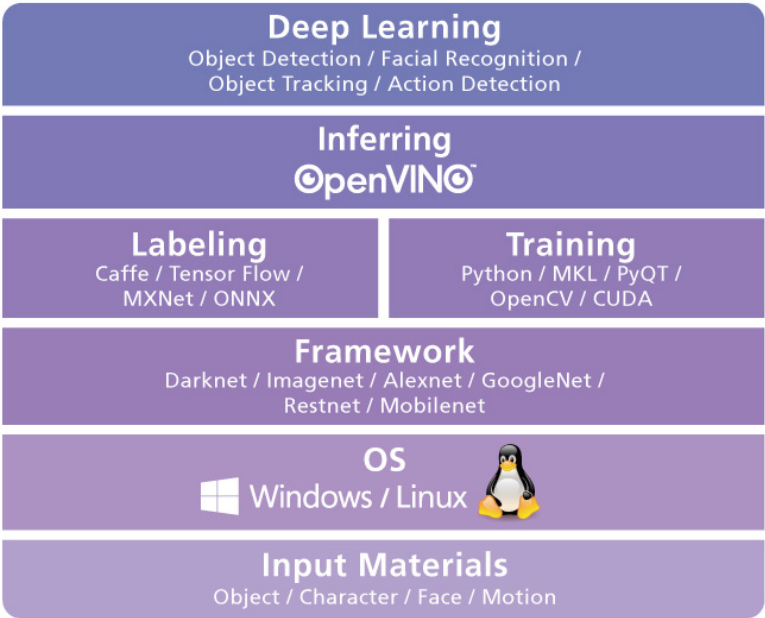 Deep Learning
Object Detection / Facial Recognition /
Object Tracking / Action Detection
Inferring
OpenVINO™
Labeling
Caffe / Tensor Flow /
MXNet / ONNX
Training
Python / MKL / PyQT /
OpenCV / CUDA
Framework
Darknet / Imagenet / Alexnet / GoogleNet /
Restnet / Mobilenet
OS
Windows / Linux
Input Materials
Object / Character / Face / Motion